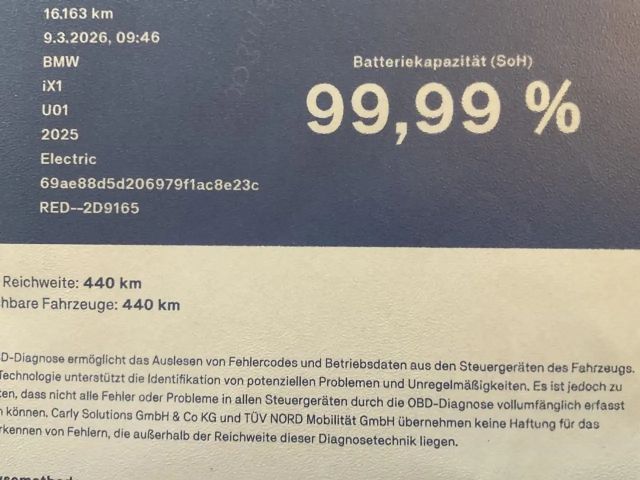 16.163 km
9.3.2026, 09:46
BMW
iX1
U01
2025
Electric
69ae88d5d206979f1ac8e23c
RED--2D9165
Batteriekapazität (SoH)
99,99 %
Reichweite: 440 km
hbare Fahrzeuge: 440 km
D-Diagnose ermöglicht das Auslesen von Fehlercodes und Betriebsdaten aus den Steuergeräten des Fahrzeugs.
Technologie unterstützt die Identifikation von potenziellen Problemen und Unregelmäßigkeiten. Es ist jedoch zu
en, dass nicht alle Fehler oder Probleme in allen Steuergeräten durch die OBD-Diagnose vollumfänglich erfasst
können. Carly Solutions GmbH & Co KG und TÜV NORD Mobilität GmbH übernehmen keine Haftung für das
rkennen von Fehlern, die außerhalb der Reichweite dieser Diagnosetechnik liegen.